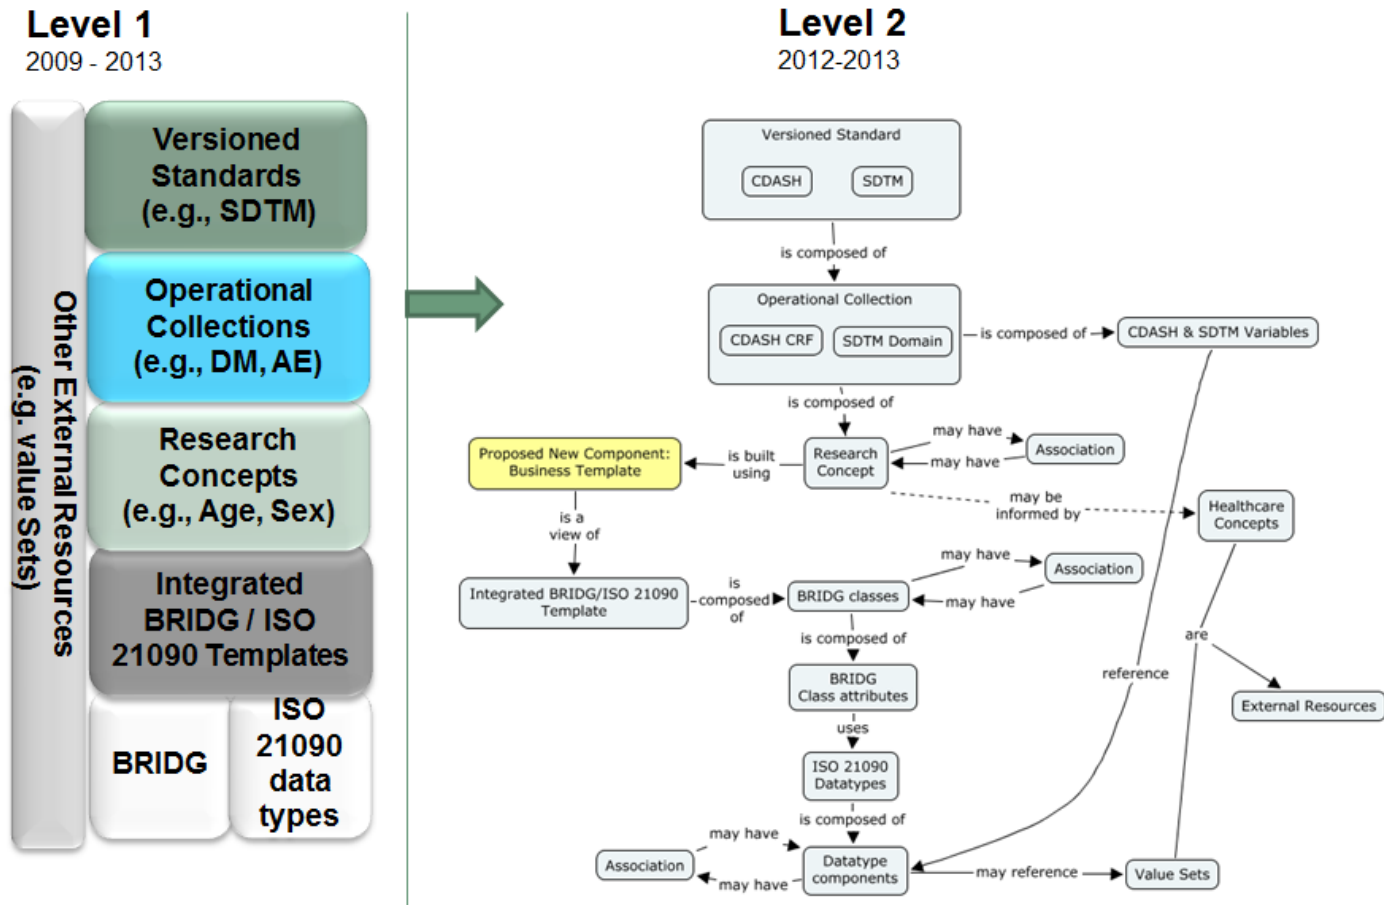 Level 1
2009 - 2013
Other External Resources
(e.g. value Sets)
Versioned
Standards
(e.g., SDTM)
Operational
Collections
(e.g., DM, AE)
Research
Concepts
(e.g., Age, Sex)
Integrated
BRIDG / ISO
21090 Templates
BRIDG
ISO
21090
data
types
Level 2
2012-2013
Versioned Standard
CDASH
SDTM
is composed of
Operational Collection
CDASH CRF
SDTM Domain
is composed of
CDASH & SDTM Variables
is composed of
Proposed New Component:
Business Template
is built
using
Research
Concept
may have
may have
Association
may be
informed by
Healthcare
Concepts
is a
view of
Integrated BRIDG/ISO 21090
Template
is
composed
of
BRIDG classes
may have
may have
Association
is composed of
are
BRIDG
Class attributes
reference
External Resources
uses
ISO 21090
Datatypes
is composed of
Association
may have
may have
Datatype
components
may reference
Value Sets